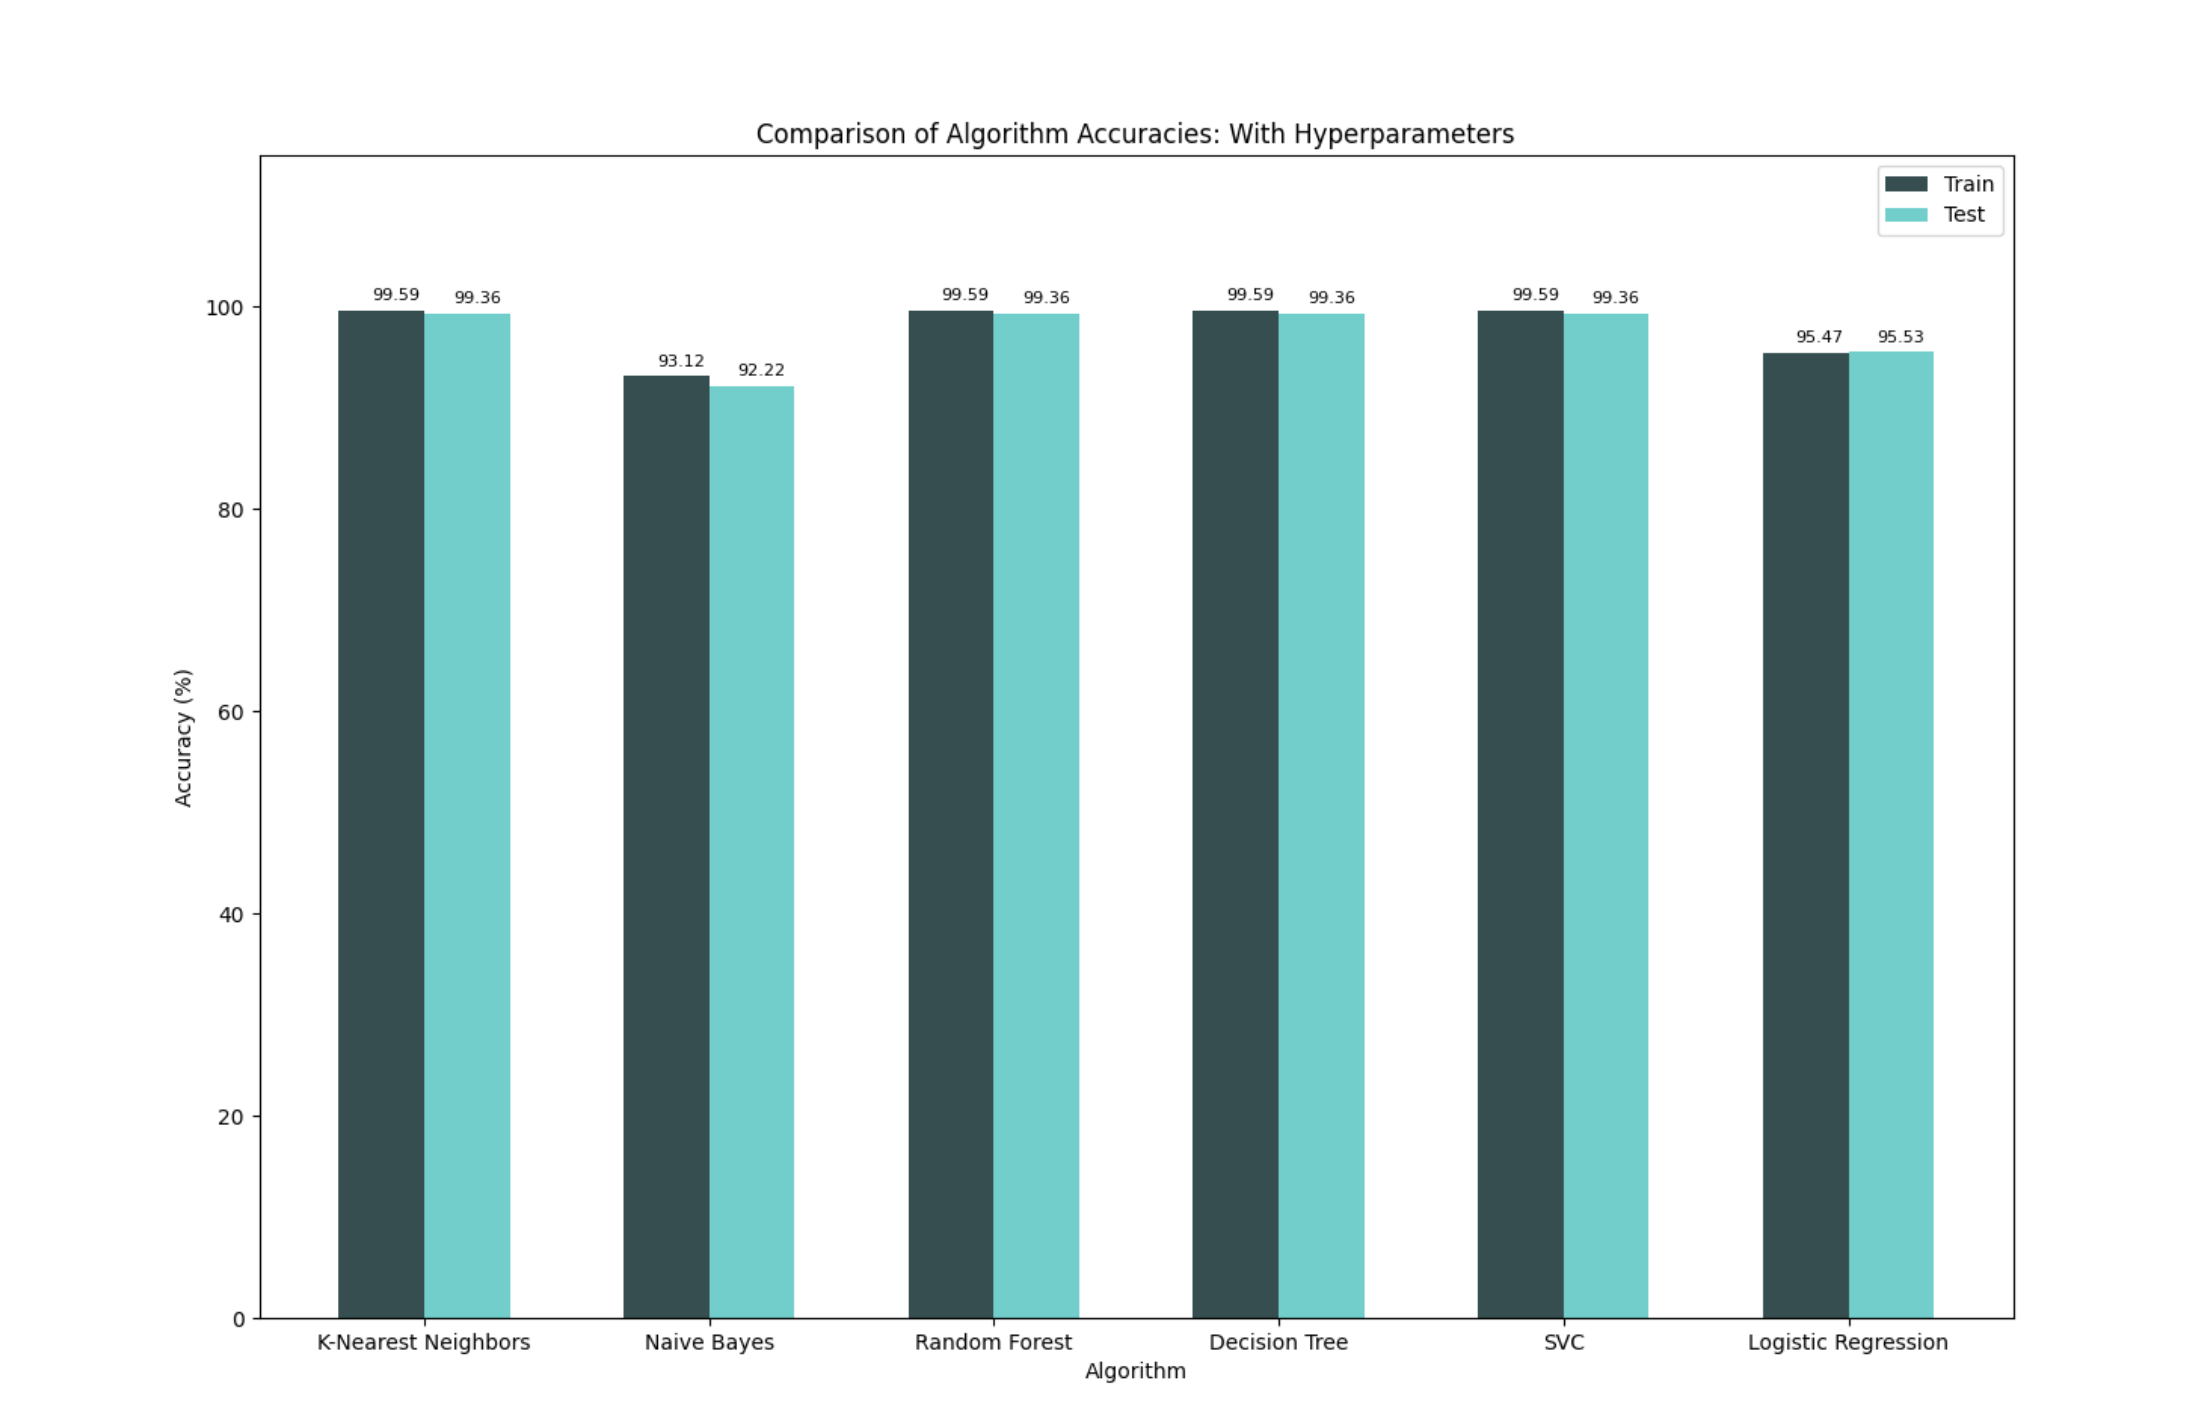 Comparison of Algorithm Accuracies: With Hyperparameters
Train
Test
99.59 99.36 93.12 92.22 99.59 99.36 99.59 99.36 99.59 99.36 95.47 95.53
100
80
60
40
20
0
Accuracy (%)
K-Nearest Neighbors Naive Bayes Random Forest Decision Tree SVC Logistic Regression
Algorithm